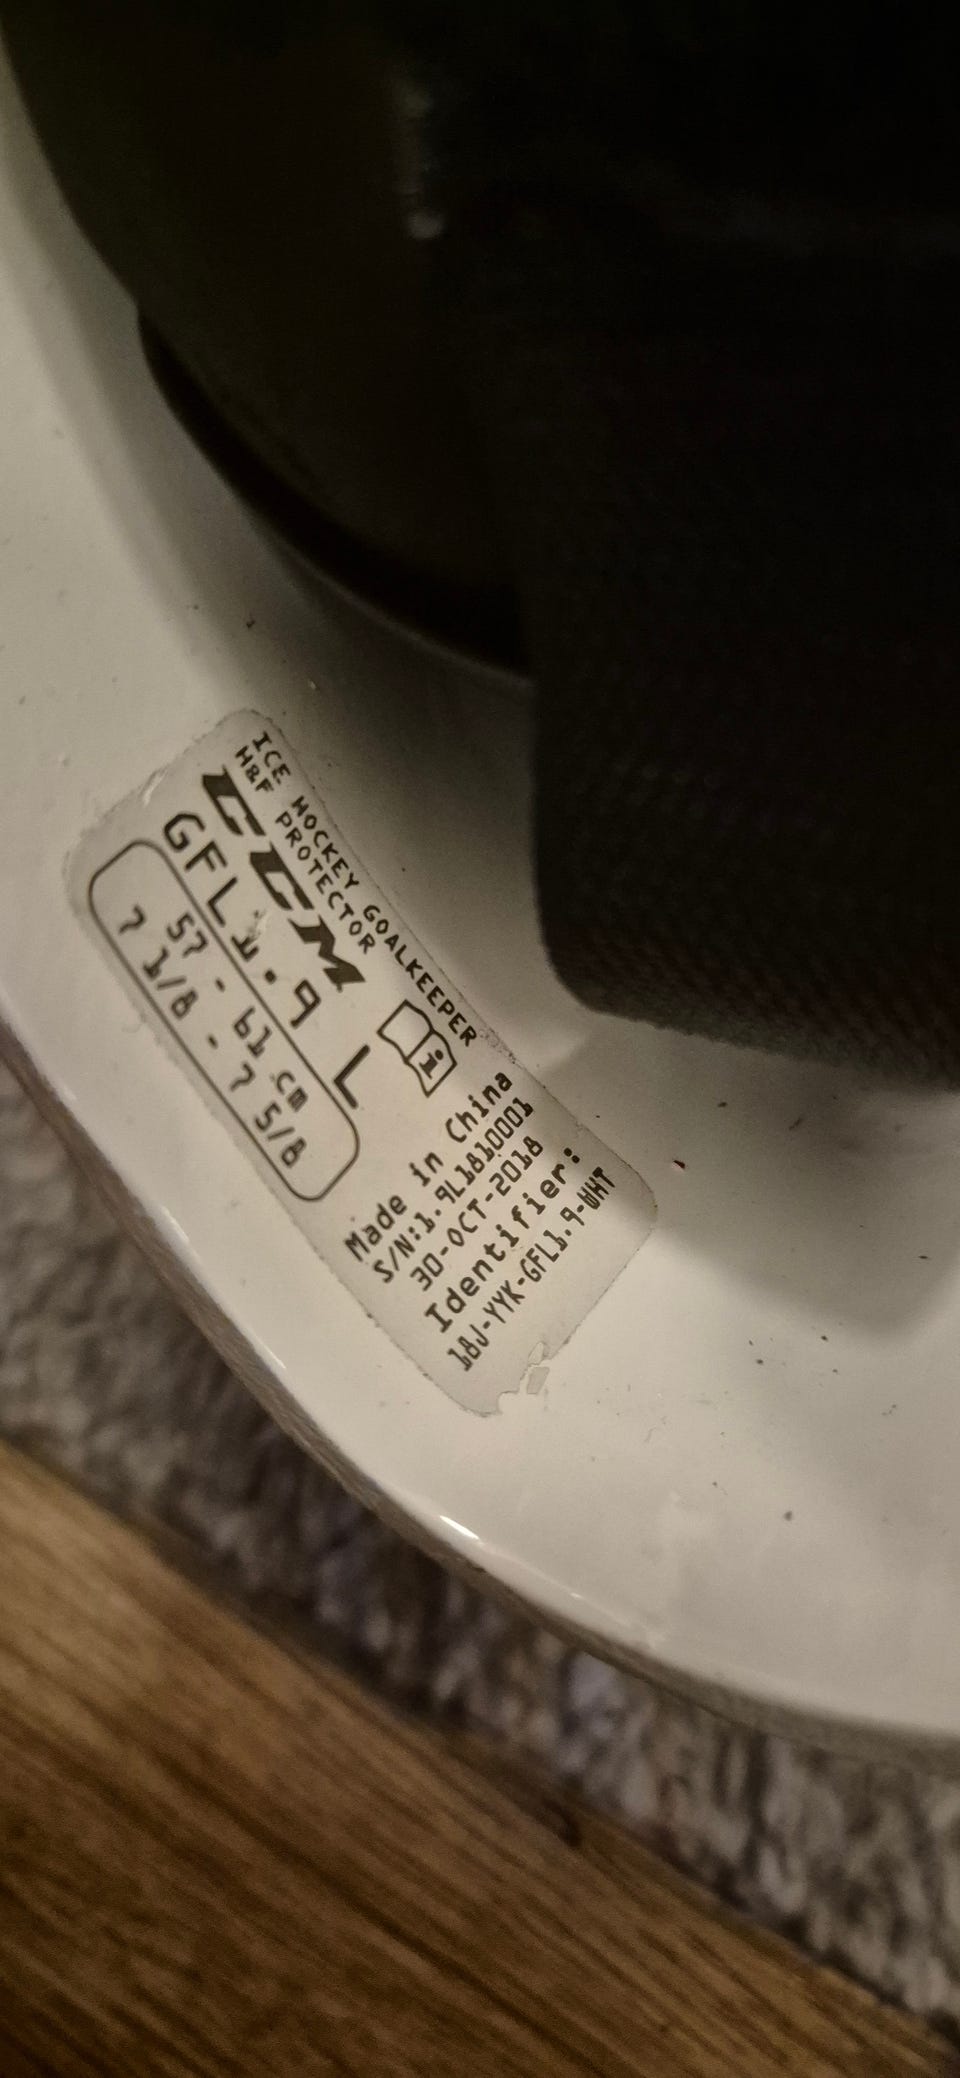 ICE HOCKEY GOALKEEPER
H&F PROTECTOR
CCM
GFL1.9 L
57 - 61 cm
7 1/8 - 7 5/8
i
Made in China
S/N:1.9L1810001
30-OCT-2018
Identifier:
18J-YYK-GFL1.9-WHT